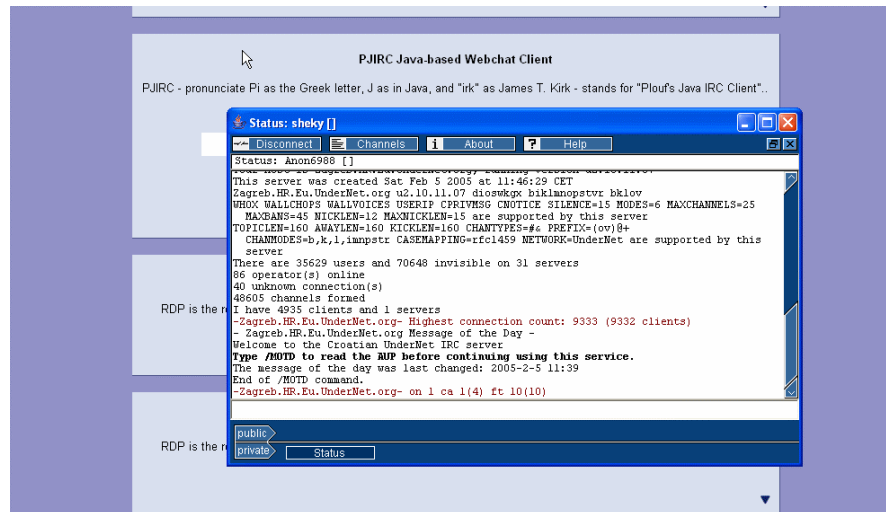 PJIRC Java-based Webchat Client
PJIRC - pronunciate Pi as the Greek letter, J as in Java, and "irk" as James T. Kirk - stands for "Plouf's Java IRC Client"..
Status: sheky []
Disconnect Channels About Help
Status: Anon6988 []
This server was created Sat Feb 5 2005 at 11:46:29 CET
Zagreb.HR.Eu.UnderNet.org u2.10.11.07 dioswkgx biklmnopstvr bklov
WHOX WALLCHOPS WALLVOICES USERIP CPRIVMSG CNOTICE SILENCE=15 MODES=6 MAXCHANNELS=25
MAXBANS=45 NICKLEN=12 MAXNICKLEN=15 are supported by this server
TOPICLEN=160 AWAYLEN=160 KICKLEN=160 CHANTYPES=#& PREFIX=(ov)@+
CHANMODES=b,k,l,imnpstr CASEMAPPING=rfc1459 NETWORK=UnderNet are supported by this
server
There are 35629 users and 70648 invisible on 31 servers
86 operator(s) online
40 unknown connection(s)
48605 channels formed
I have 4935 clients and 1 servers
-Zagreb.HR.Eu.UnderNet.org- Highest connection count: 9333 (9332 clients)
- Zagreb.HR.Eu.UnderNet.org Message of the Day -
Welcome to the Croatian UnderNet IRC server
Type /MOTD to read the AUP before continuing using this service.
The message of the day was last changed: 2005-2-5 11:39
End of /MOTD command.
-Zagreb.HR.Eu.UnderNet.org- on 1 ca 1(4) ft 10(10)
public
private Status
RDP is the r
RDP is the r